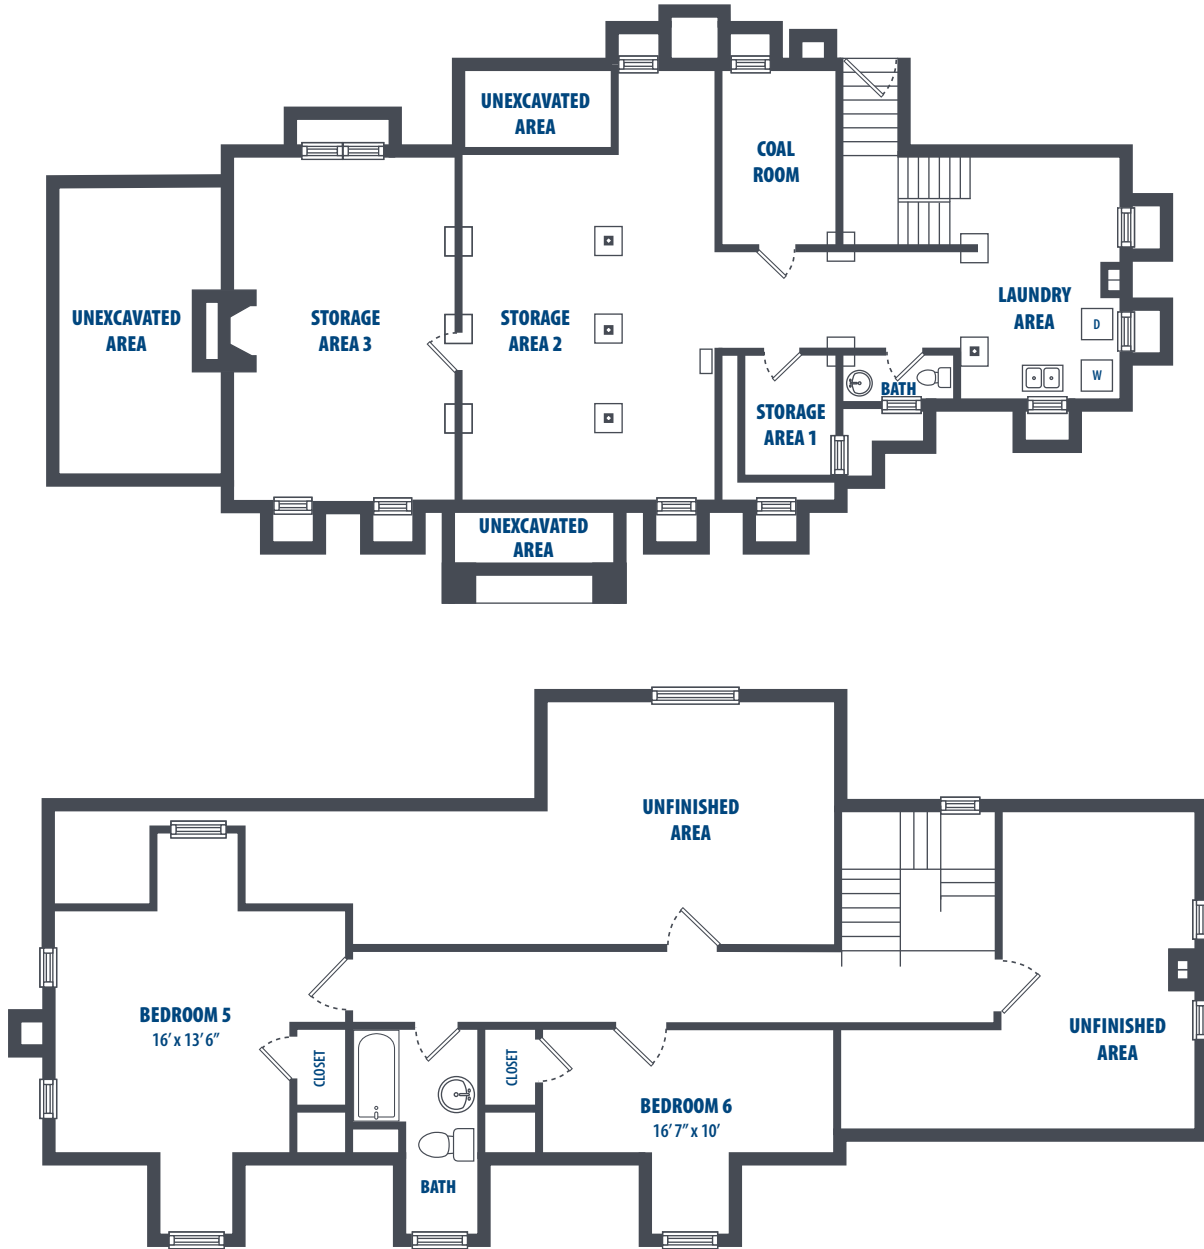 UNEXCAVATED
AREA
COAL
ROOM
UNEXCAVATED
AREA
STORAGE
AREA 3
STORAGE
AREA 2
LAUNDRY
AREA
D
W
BATH
STORAGE
AREA 1
UNEXCAVATED
AREA
UNFINISHED
AREA
BEDROOM 5
16’ x 13’ 6”
CLOSET
CLOSET
UNFINISHED
AREA
BEDROOM 6
16’ 7” x 10’
BATH